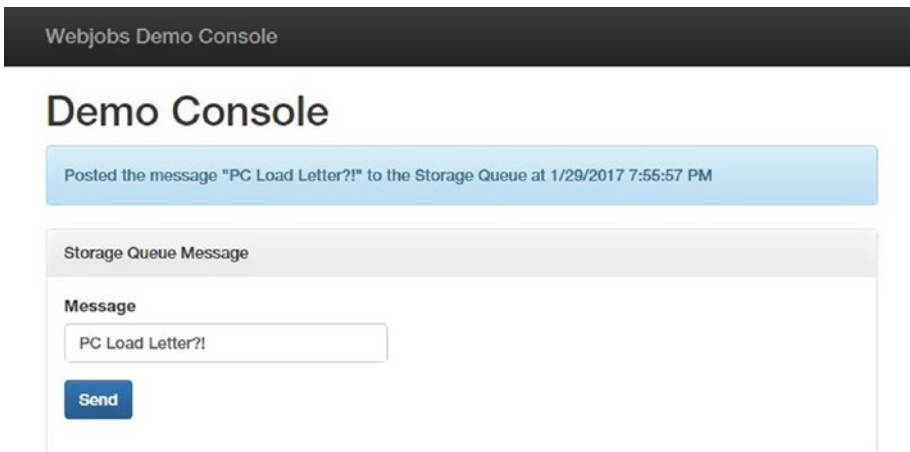 Webjobs Demo Console
Demo Console
Posted the message "PC Load Letter?!" to the Storage Queue at 1/29/2017 7:55:57 PM
Storage Queue Message
Message
PC Load Letter?!
Send